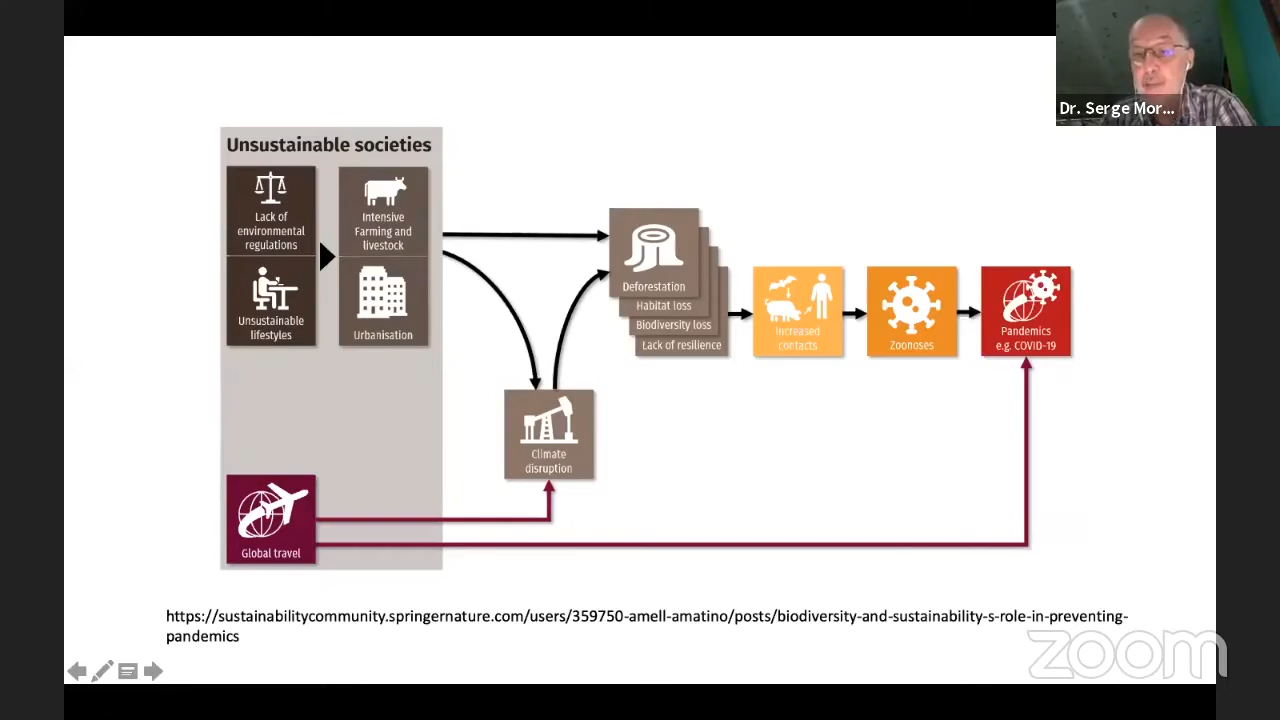 Dr. Serge Mor...
Unsustainable societies
Lack of
environmental
regulations
Intensive
Farming and
livestock
Unsustainable
lifestyles
Urbanisation
Deforestation
Habitat loss
Biodiversity loss
Lack of resilience
Increased
contacts
Zoonoses
Pandemics
e.g. COVID-19
Climate
disruption
Global travel
https://sustainabilitycommunity.springernature.com/users/359750-amell-amatino/posts/biodiversity-and-sustainability-s-role-in-preventing-
pandemics
zoom